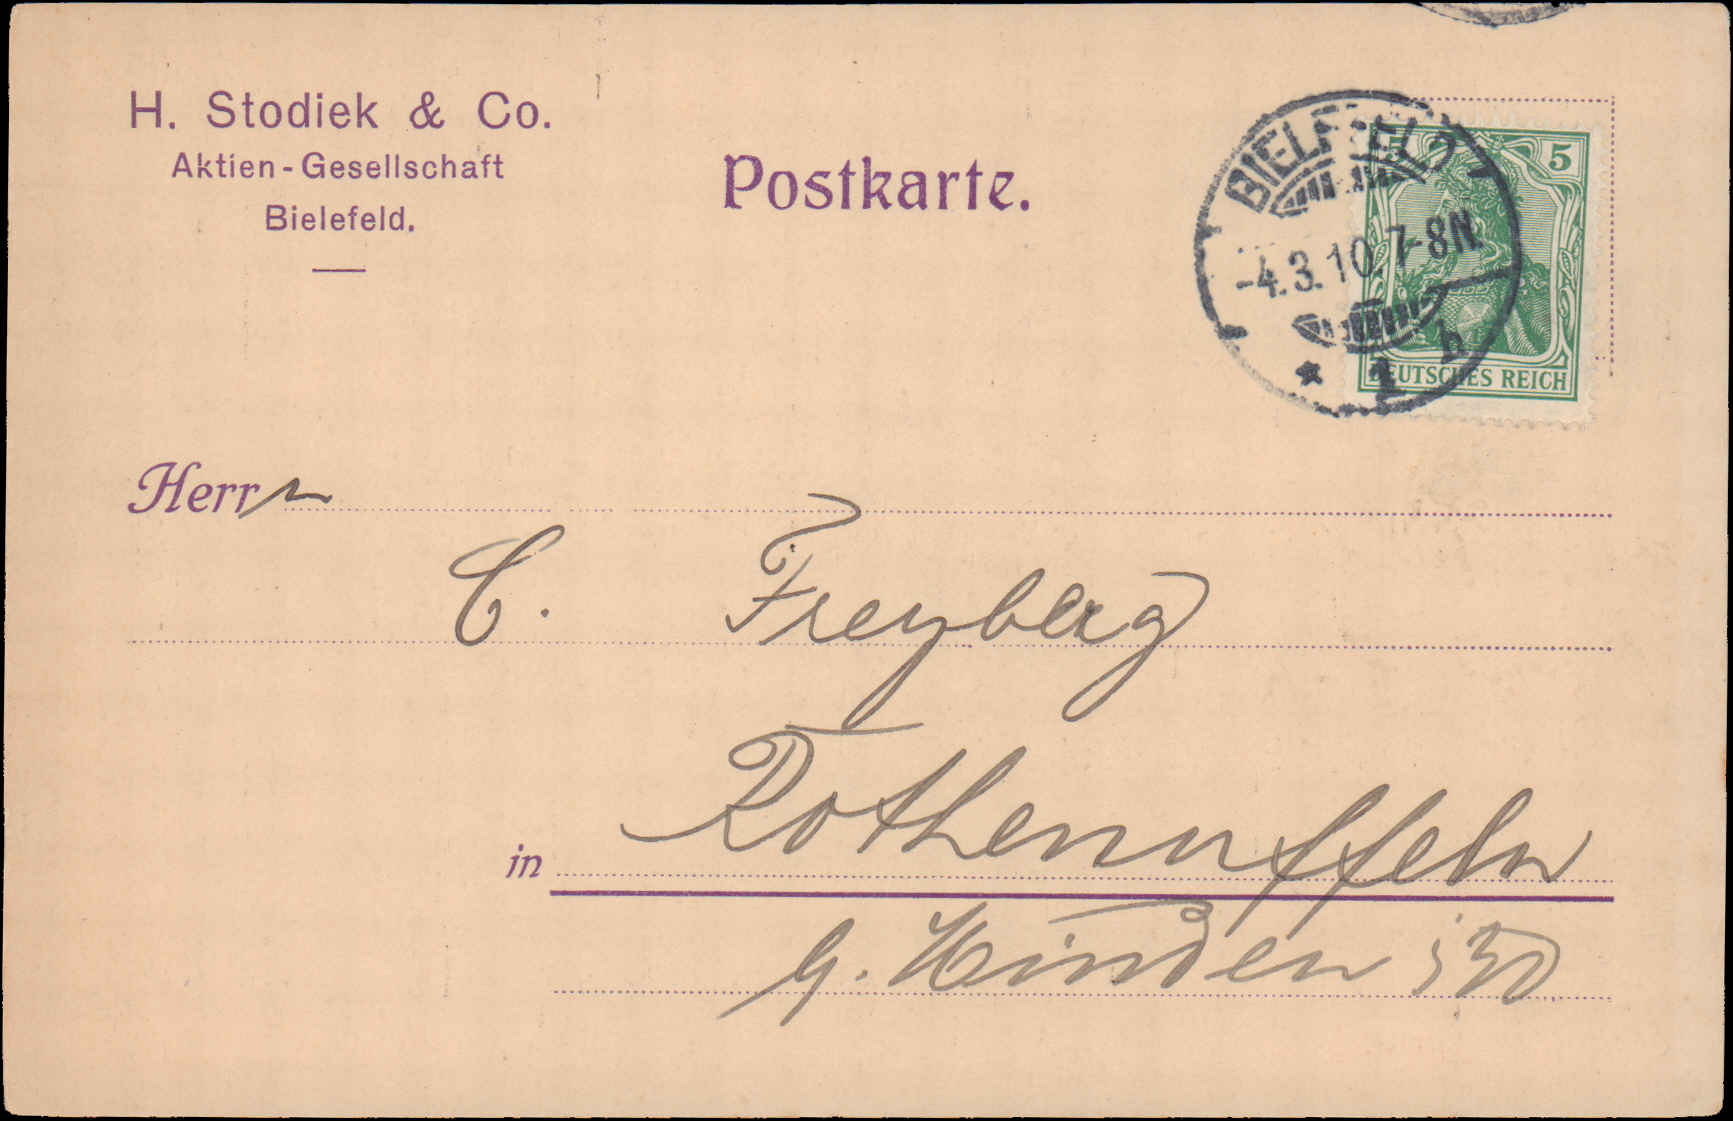 H. Stodiek & Co.
Aktien-Gesellschaft
Bielefeld.
Postkarte.
BIELEFELD
-4.3.10.7-8N
* 1 h
5
DEUTSCHES REICH
Herrn
C. Freyberg
in Rothenuffeln
b. Minden i/W